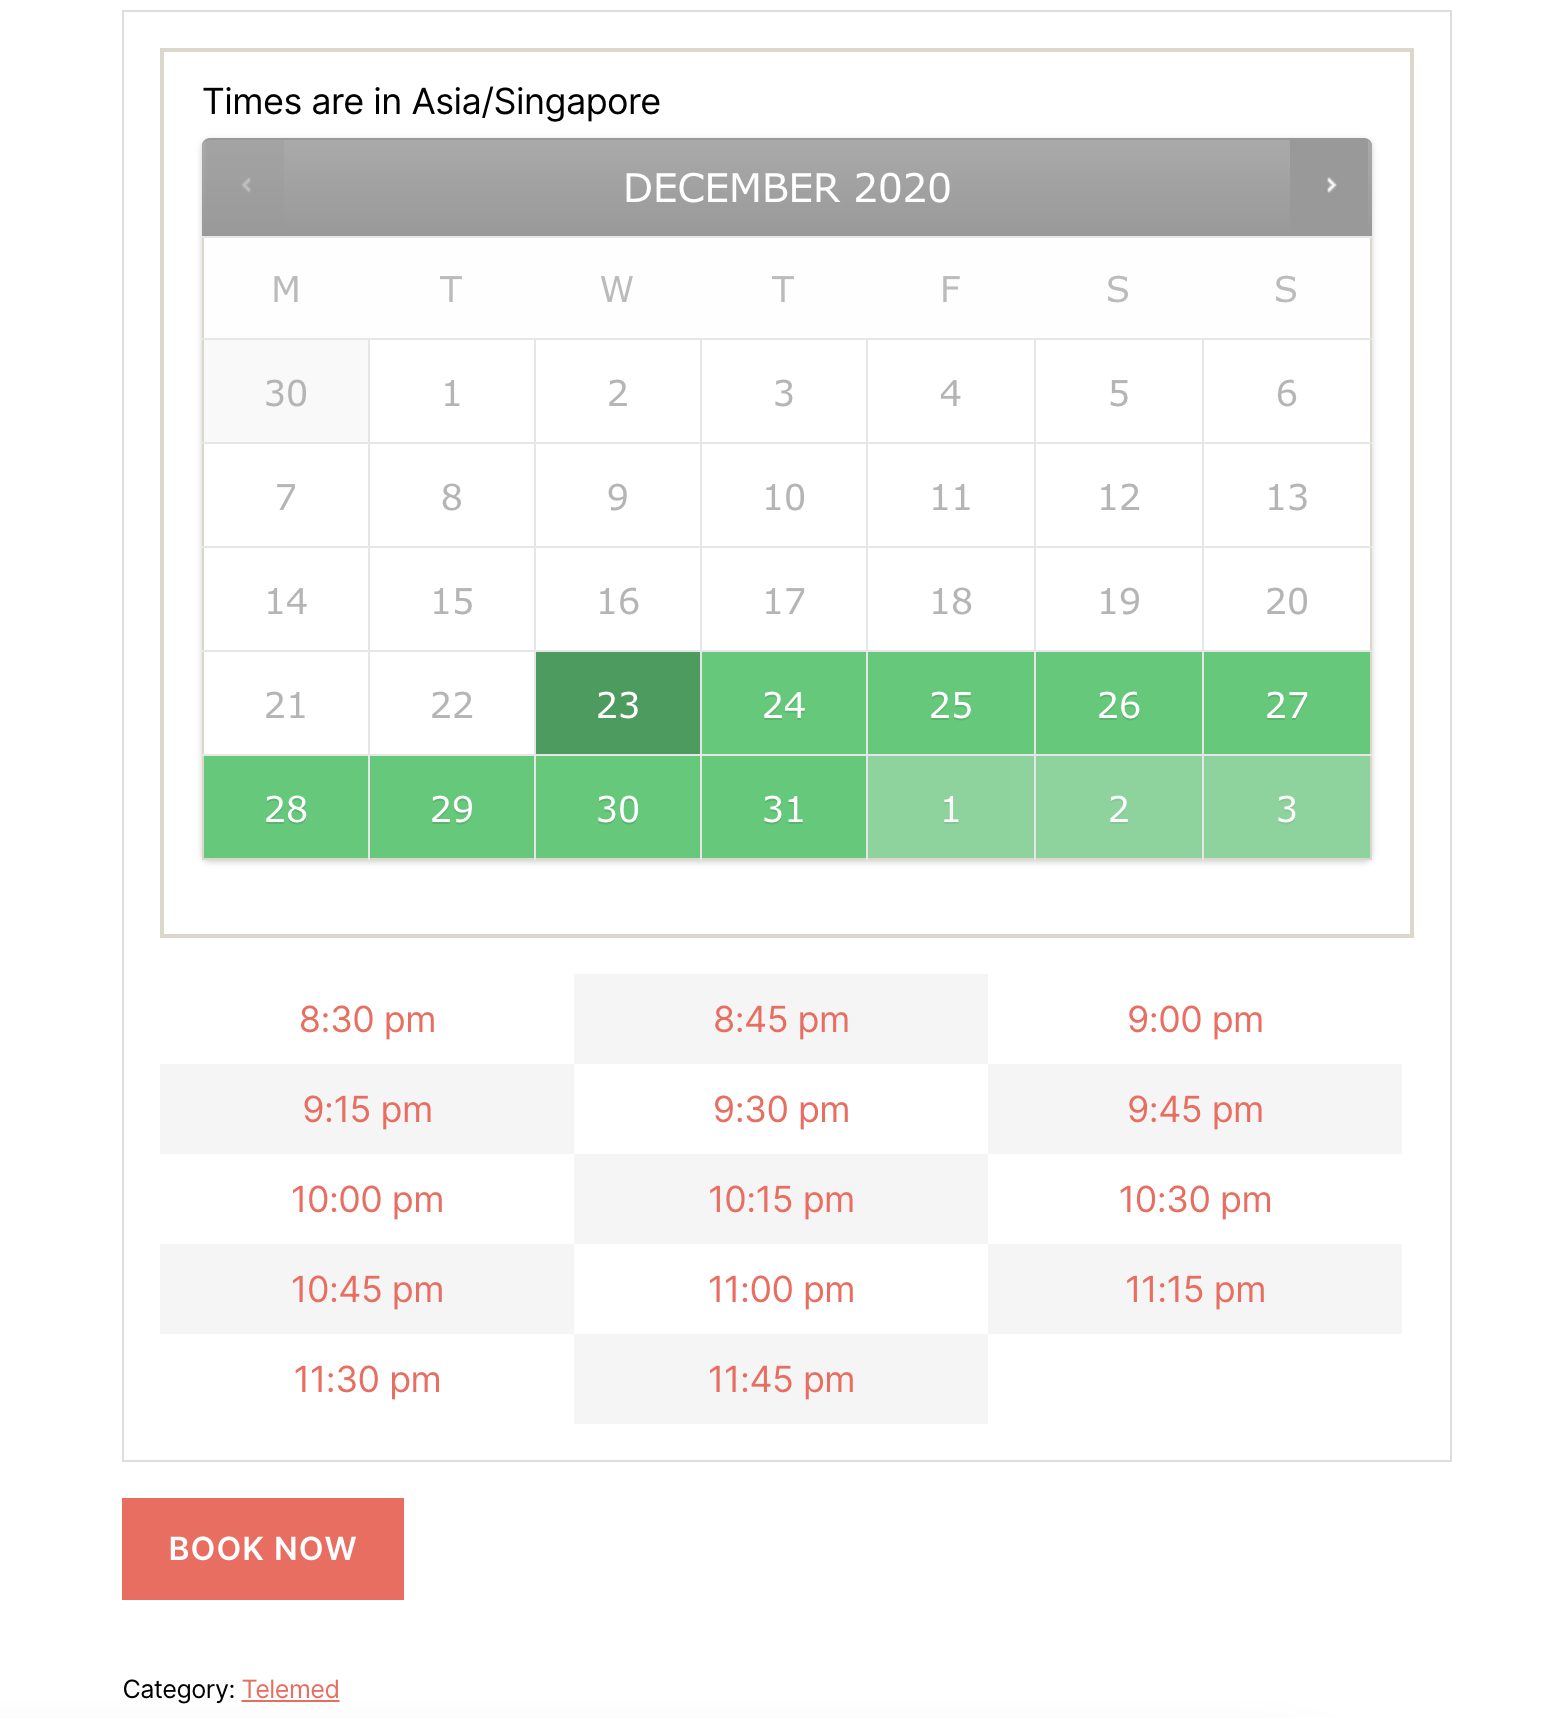 Times are in Asia/Singapore
DECEMBER 2020
M T W T F S S
30 1 2 3 4 5 6
7 8 9 10 11 12 13
14 15 16 17 18 19 20
21 22 23 24 25 26 27
28 29 30 31 1 2 3
8:30 pm 8:45 pm 9:00 pm
9:15 pm 9:30 pm 9:45 pm
10:00 pm 10:15 pm 10:30 pm
10:45 pm 11:00 pm 11:15 pm
11:30 pm 11:45 pm
BOOK NOW
Category: Telemed